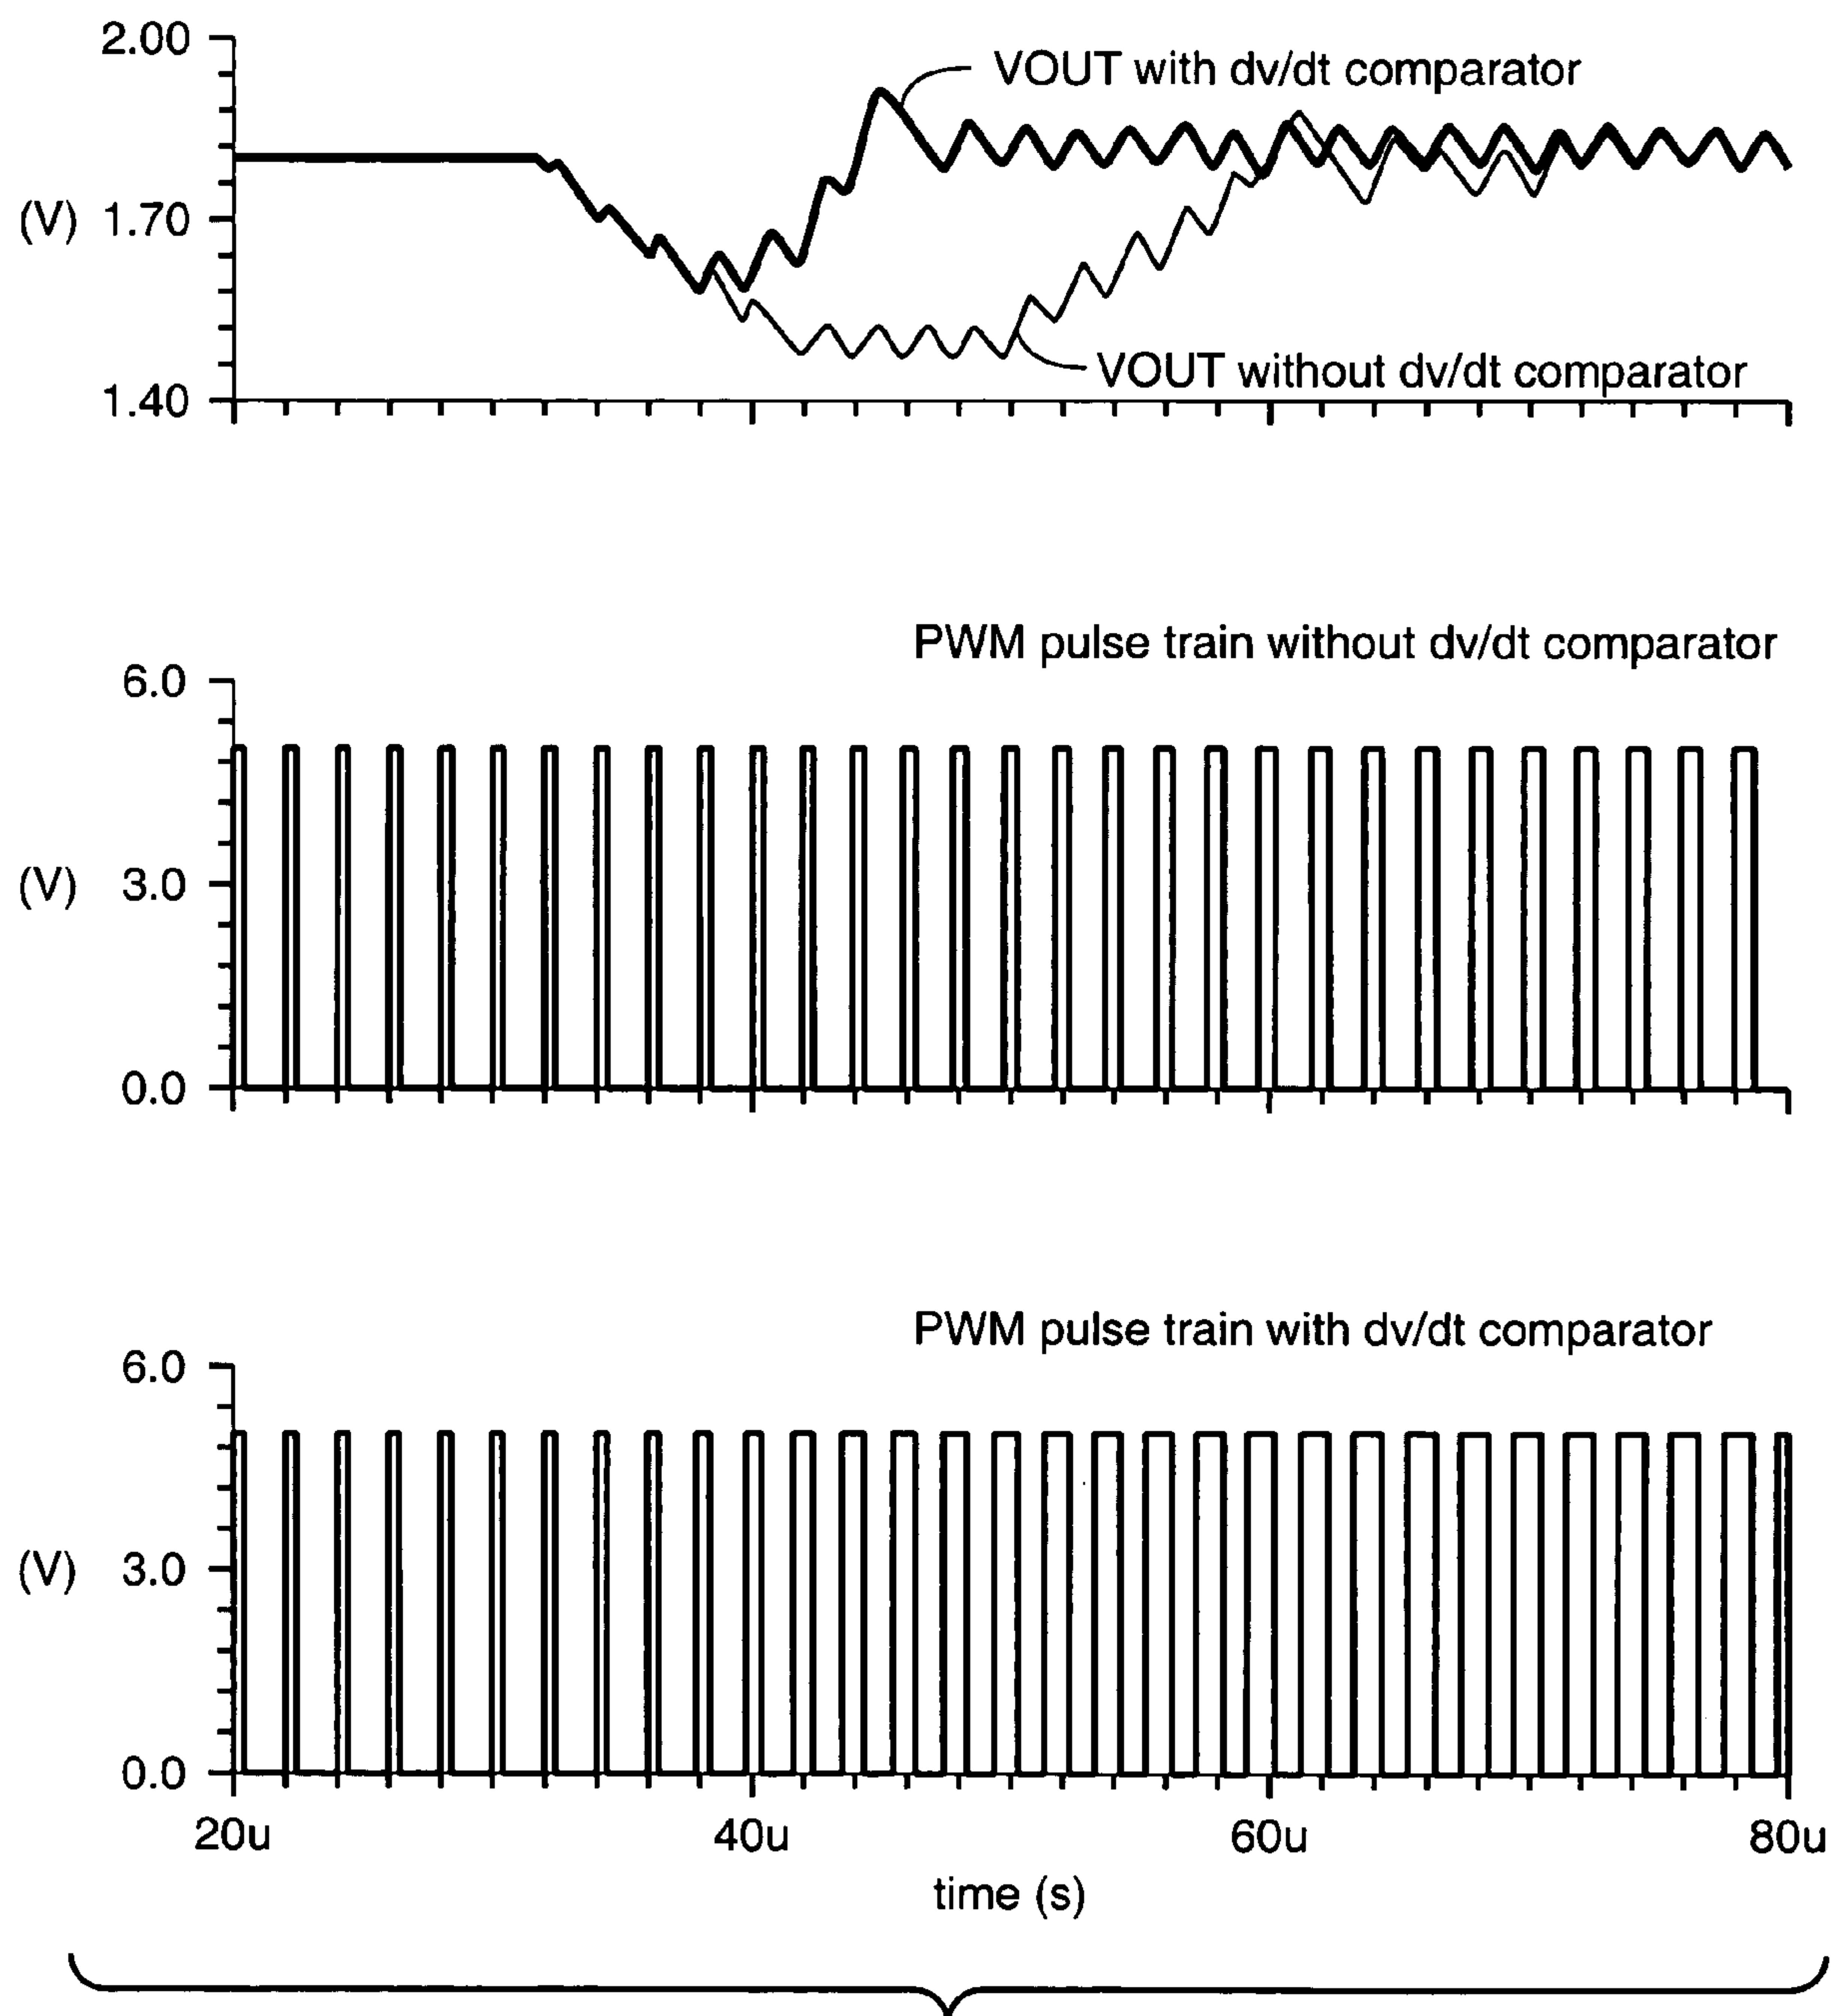 2.00
VOUT with dv/dt comparator
(V) 1.70
VOUT without dv/dt comparator
1.40
PWM pulse train without dv/dt comparator
6.0
(V) 3.0
0.0
PWM pulse train with dv/dt comparator
6.0
(V) 3.0
0.0
20u 40u 60u 80u
time (s)